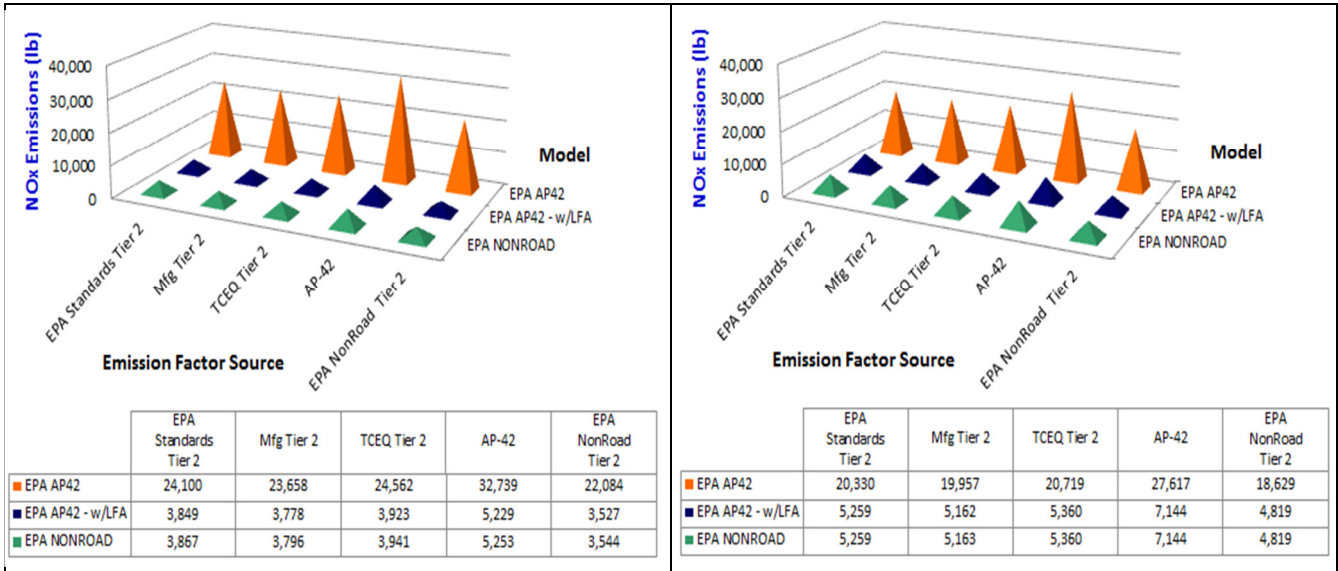 NOx Emissions (lb)
40,000
30,000
20,000
10,000
0
Model
EPA AP42
EPA AP42 - w/LFA
EPA NONROAD
EPA Standards Tier 2
Mfg Tier 2
TCEQ Tier 2
AP-42
EPA NonRoad Tier 2
Emission Factor Source
EPA Standards Tier 2 Mfg Tier 2 TCEQ Tier 2 AP-42 EPA NonRoad Tier 2
EPA AP42 24,100 23,658 24,562 32,739 22,084
EPA AP42 - w/LFA 3,849 3,778 3,923 5,229 3,527
EPA NONROAD 3,867 3,796 3,941 5,253 3,544
NOx Emissions (lb)
40,000
30,000
20,000
10,000
0
Model
EPA AP42
EPA AP42 - w/LFA
EPA NONROAD
EPA Standards Tier 2
Mfg Tier 2
TCEQ Tier 2
AP-42
EPA NonRoad Tier 2
Emission Factor Source
EPA Standards Tier 2 Mfg Tier 2 TCEQ Tier 2 AP-42 EPA NonRoad Tier 2
EPA AP42 20,330 19,957 20,719 27,617 18,629
EPA AP42 - w/LFA 5,259 5,162 5,360 7,144 4,819
EPA NONROAD 5,259 5,163 5,360 7,144 4,819